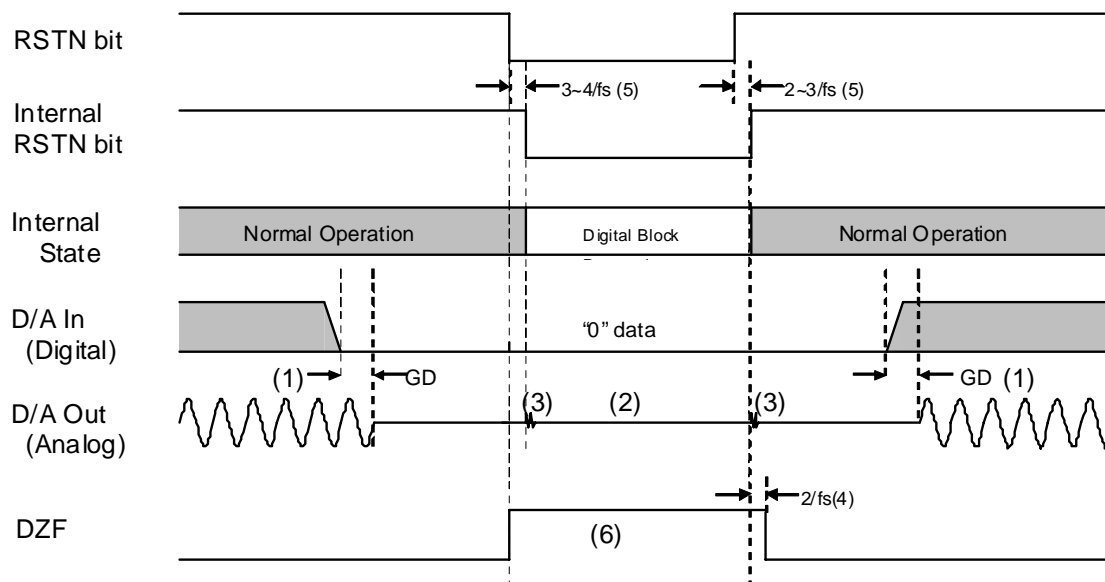 RSTN bit
3~4/fs (5)
2~3/fs (5)
Internal
RSTN bit
Internal
State
Normal Operation
Digital Block
Normal Operation
D/A In
(Digital)
“0” data
(1)
GD
GD
(1)
D/A Out
(Analog)
(3)
(2)
(3)
2/fs(4)
DZF
(6)